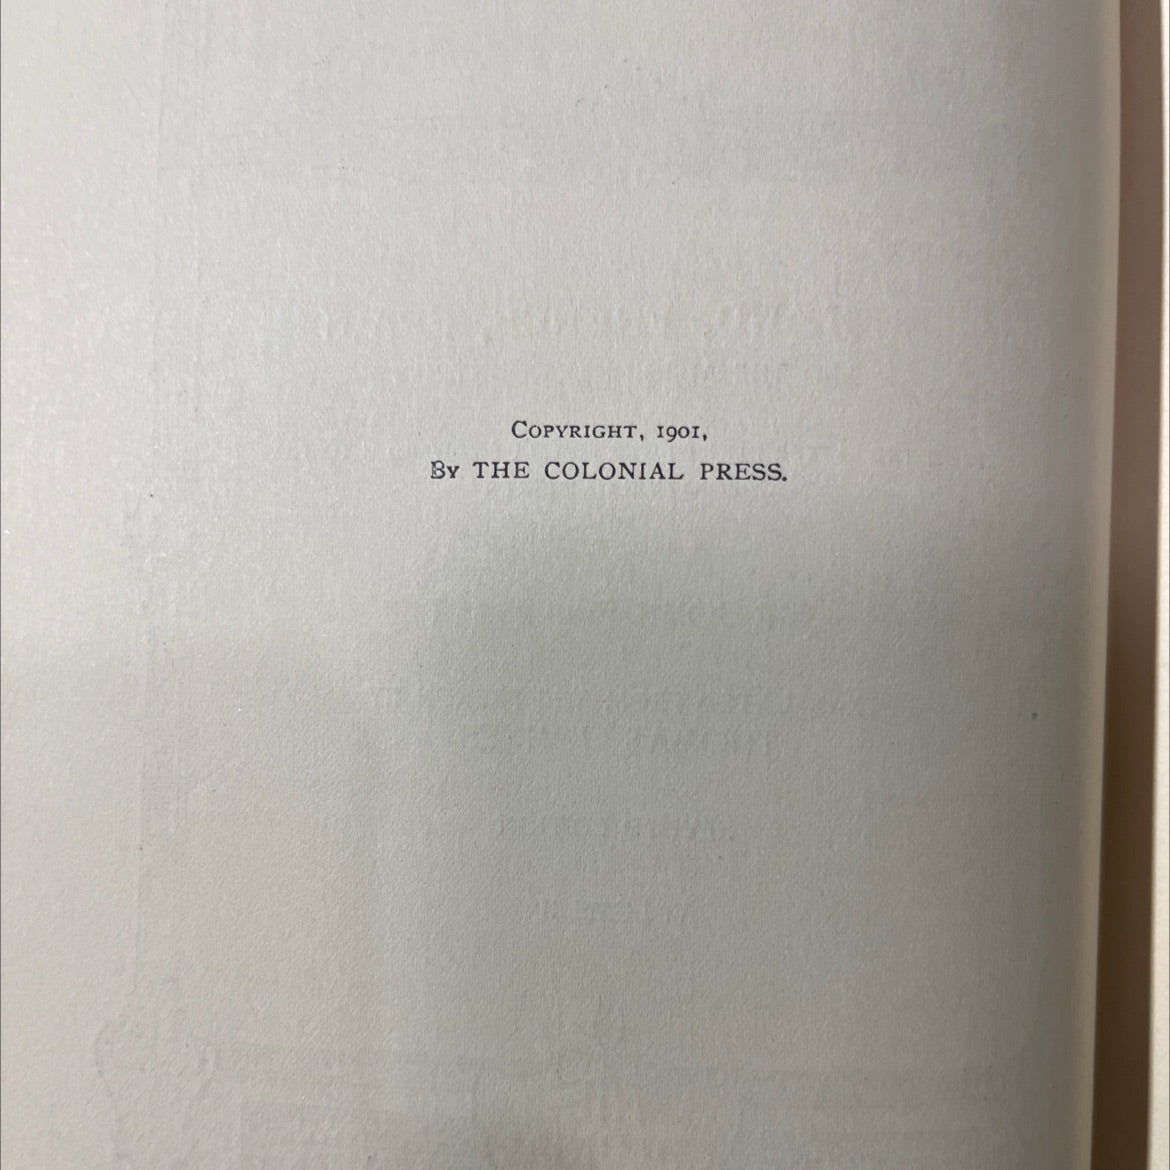 Copyright, 1901,
By THE COLONIAL PRESS.